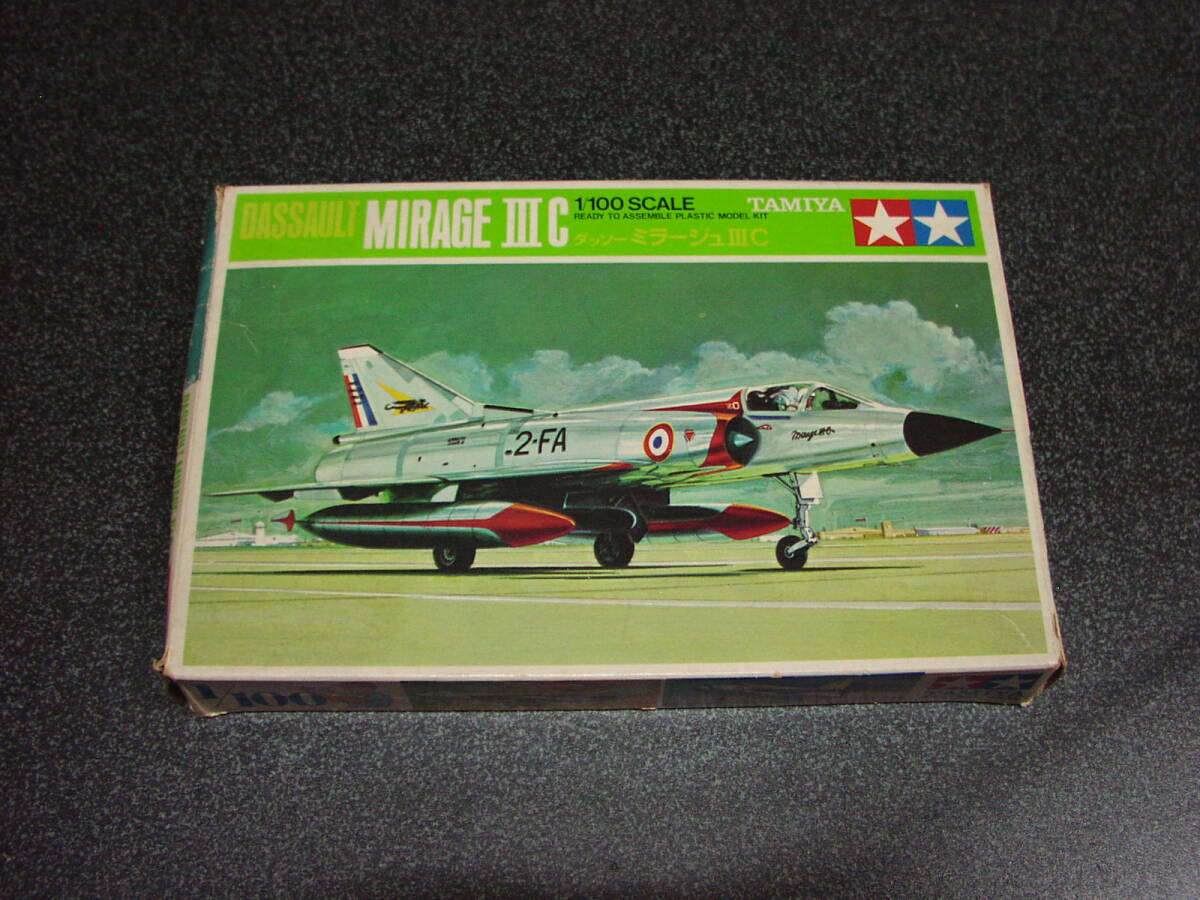 DASSAULT MIRAGE III C
1/100 SCALE
READY TO ASSEMBLE PLASTIC MODEL KIT
ダッソーミラージュⅢC
TAMIYA
2-FA
1/100